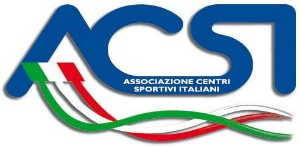 ACSI
ASSOCIAZIONE CENTRI
SPORTIVI ITALIANI